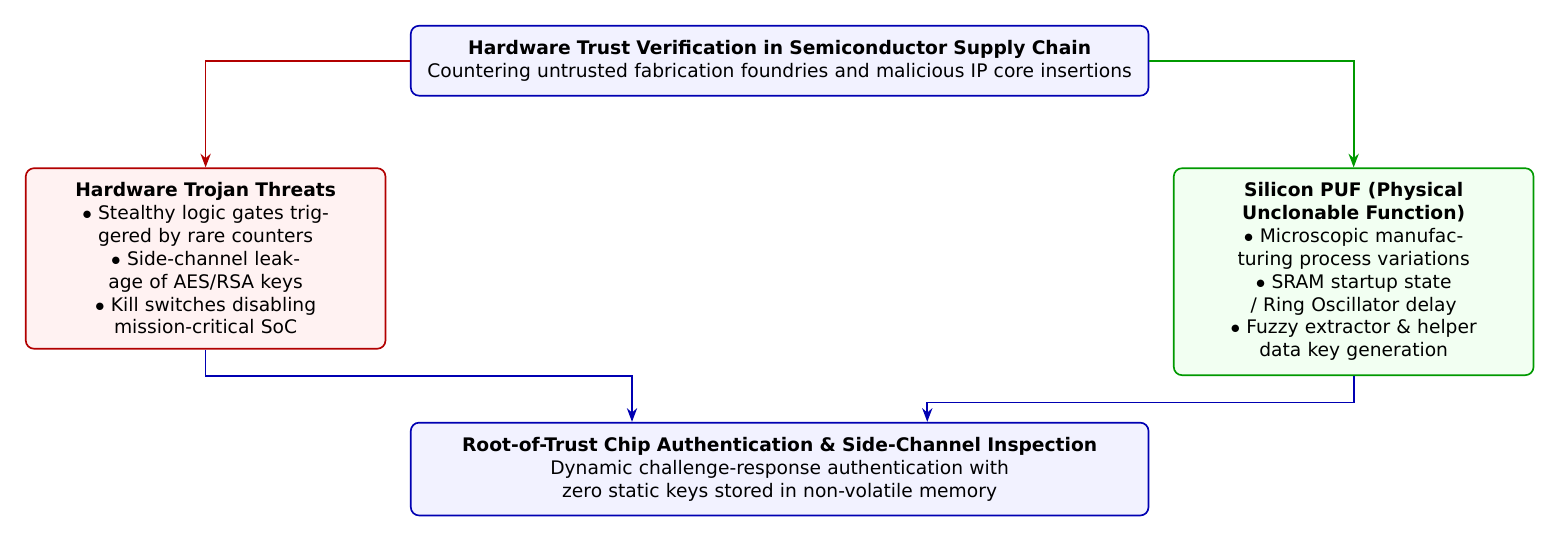 Hardware Trust Verification in Semiconductor Supply Chain
Countering untrusted fabrication foundries and malicious IP core insertions
Hardware Trojan Threats
• Stealthy logic gates trig-
gered by rare counters
• Side-channel leak-
age of AES/RSA keys
• Kill switches disabling
mission-critical SoC
Silicon PUF (Physical
Unclonable Function)
• Microscopic manufac-
turing process variations
• SRAM startup state
/ Ring Oscillator delay
• Fuzzy extractor & helper
data key generation
Root-of-Trust Chip Authentication & Side-Channel Inspection
Dynamic challenge-response authentication with
zero static keys stored in non-volatile memory